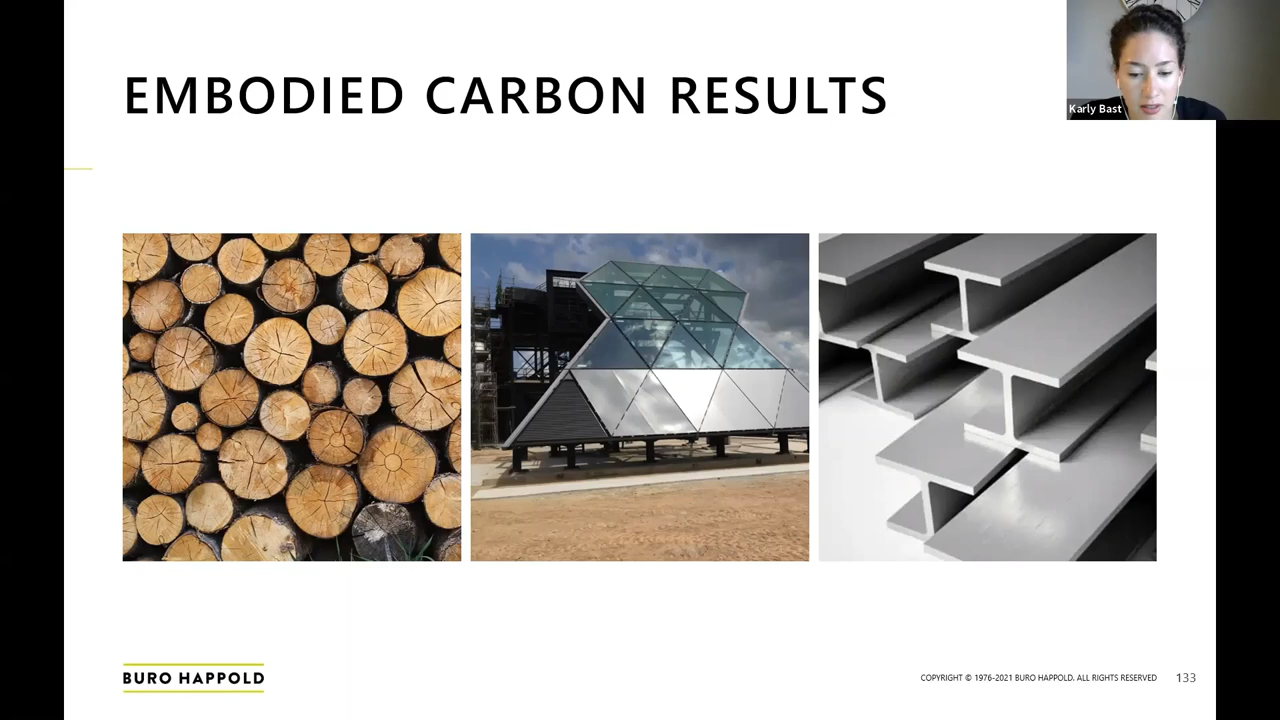 EMBODIED CARBON RESULTS
Karly Bast
BURO HAPPOLD
COPYRIGHT © 1976-2021 BURO HAPPOLD. ALL RIGHTS RESERVED
133